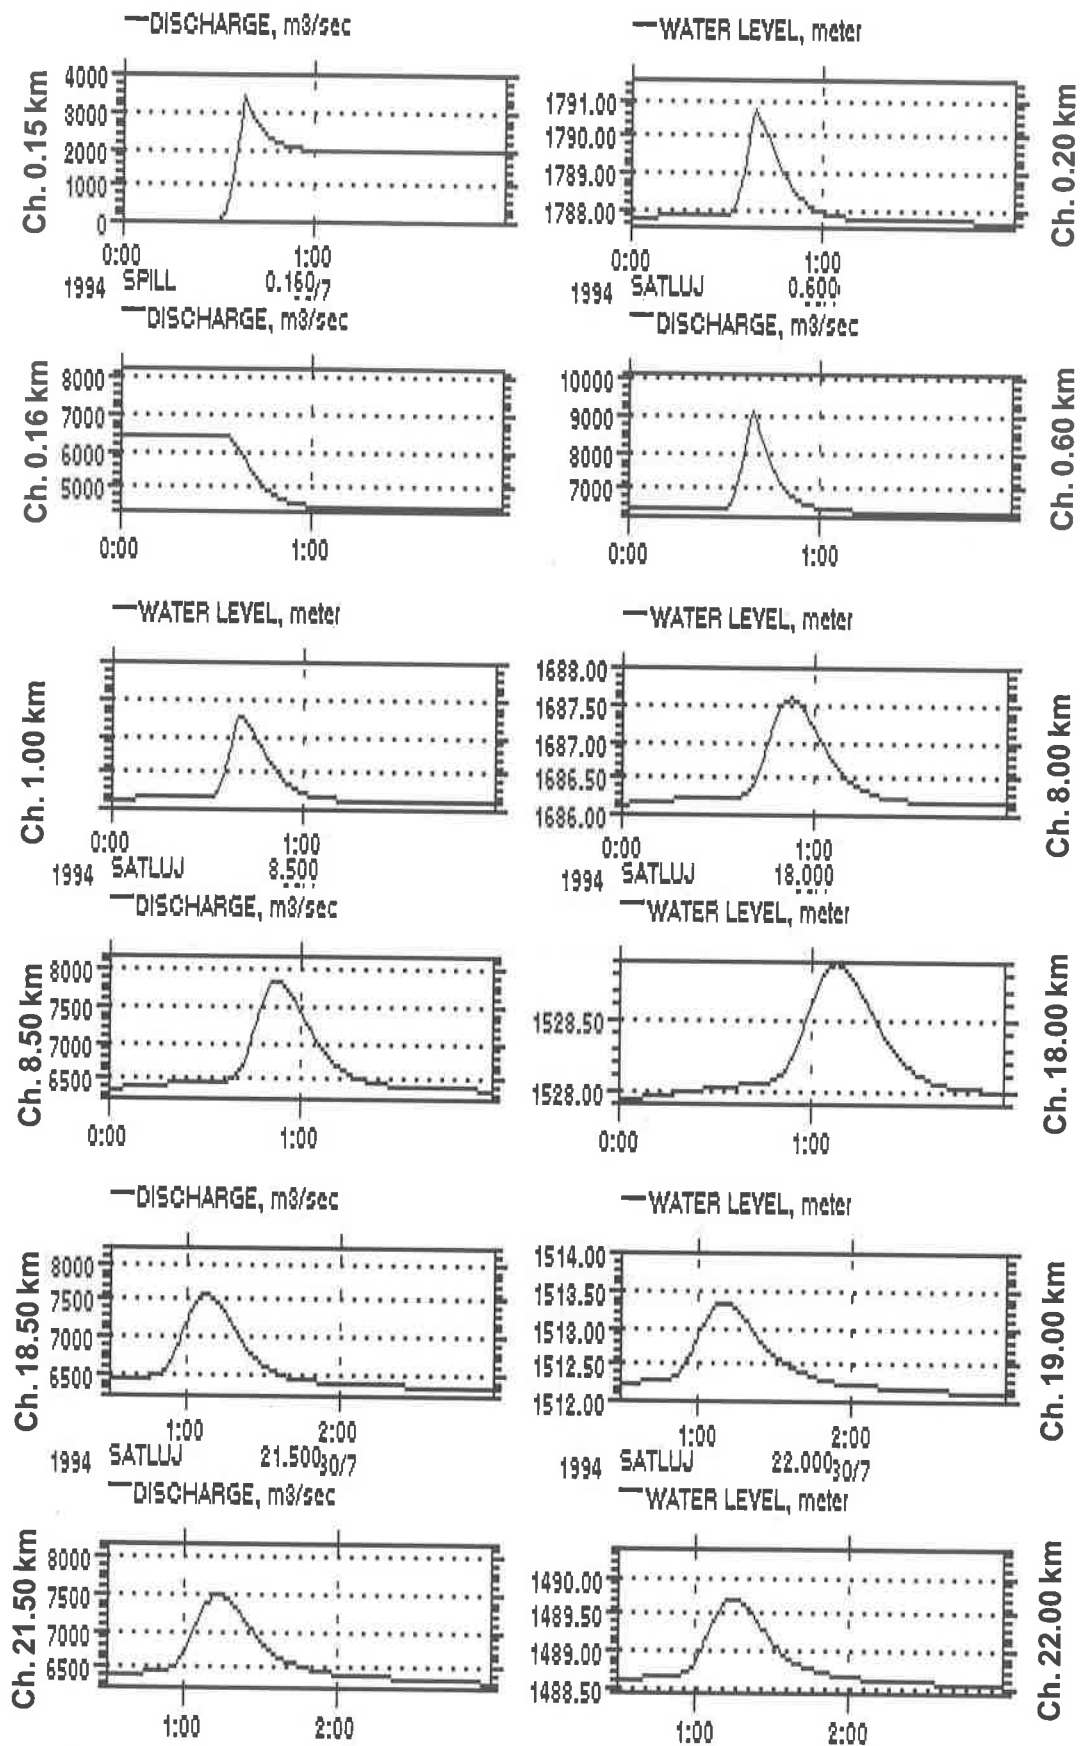 DISCHARGE, m3/sec
4000
3000
2000
1000
0
0:00
1:00
Ch. 0.15 km
WATER LEVEL, meter
1791.00
1790.00
1789.00
1788.00
0:00
1:00
Ch. 0.20 km
1994 SPILL
DISCHARGE, m3/sec
8000
7000
6000
5000
0:00
1:00
Ch. 0.16 km
1994 SATLUJ 0.600
DISCHARGE, m3/sec
10000
9000
8000
7000
0:00
1:00
Ch. 0.60 km
WATER LEVEL, meter
0:00
1:00
Ch. 1.00 km
WATER LEVEL, meter
1688.00
1687.50
1687.00
1686.50
1686.00
0:00
1:00
Ch. 8.00 km
1994 SATLUJ 8.500
DISCHARGE, m3/sec
8000
7500
7000
6500
0:00
1:00
Ch. 8.50 km
1994 SATLUJ 18.000
WATER LEVEL, meter
1528.50
1528.00
0:00
1:00
Ch. 18.00 km
DISCHARGE, m3/sec
8000
7500
7000
6500
1:00
2:00
Ch. 18.50 km
WATER LEVEL, meter
1514.00
1513.50
1513.00
1512.50
1512.00
1:00
2:00
Ch. 19.00 km
1994 SATLUJ 21.500 30/7
DISCHARGE, m3/sec
8000
7500
7000
6500
1:00
2:00
Ch. 21.50 km
1994 SATLUJ 22.000 30/7
WATER LEVEL, meter
1490.00
1489.50
1489.00
1488.50
1:00
2:00
Ch. 22.00 km